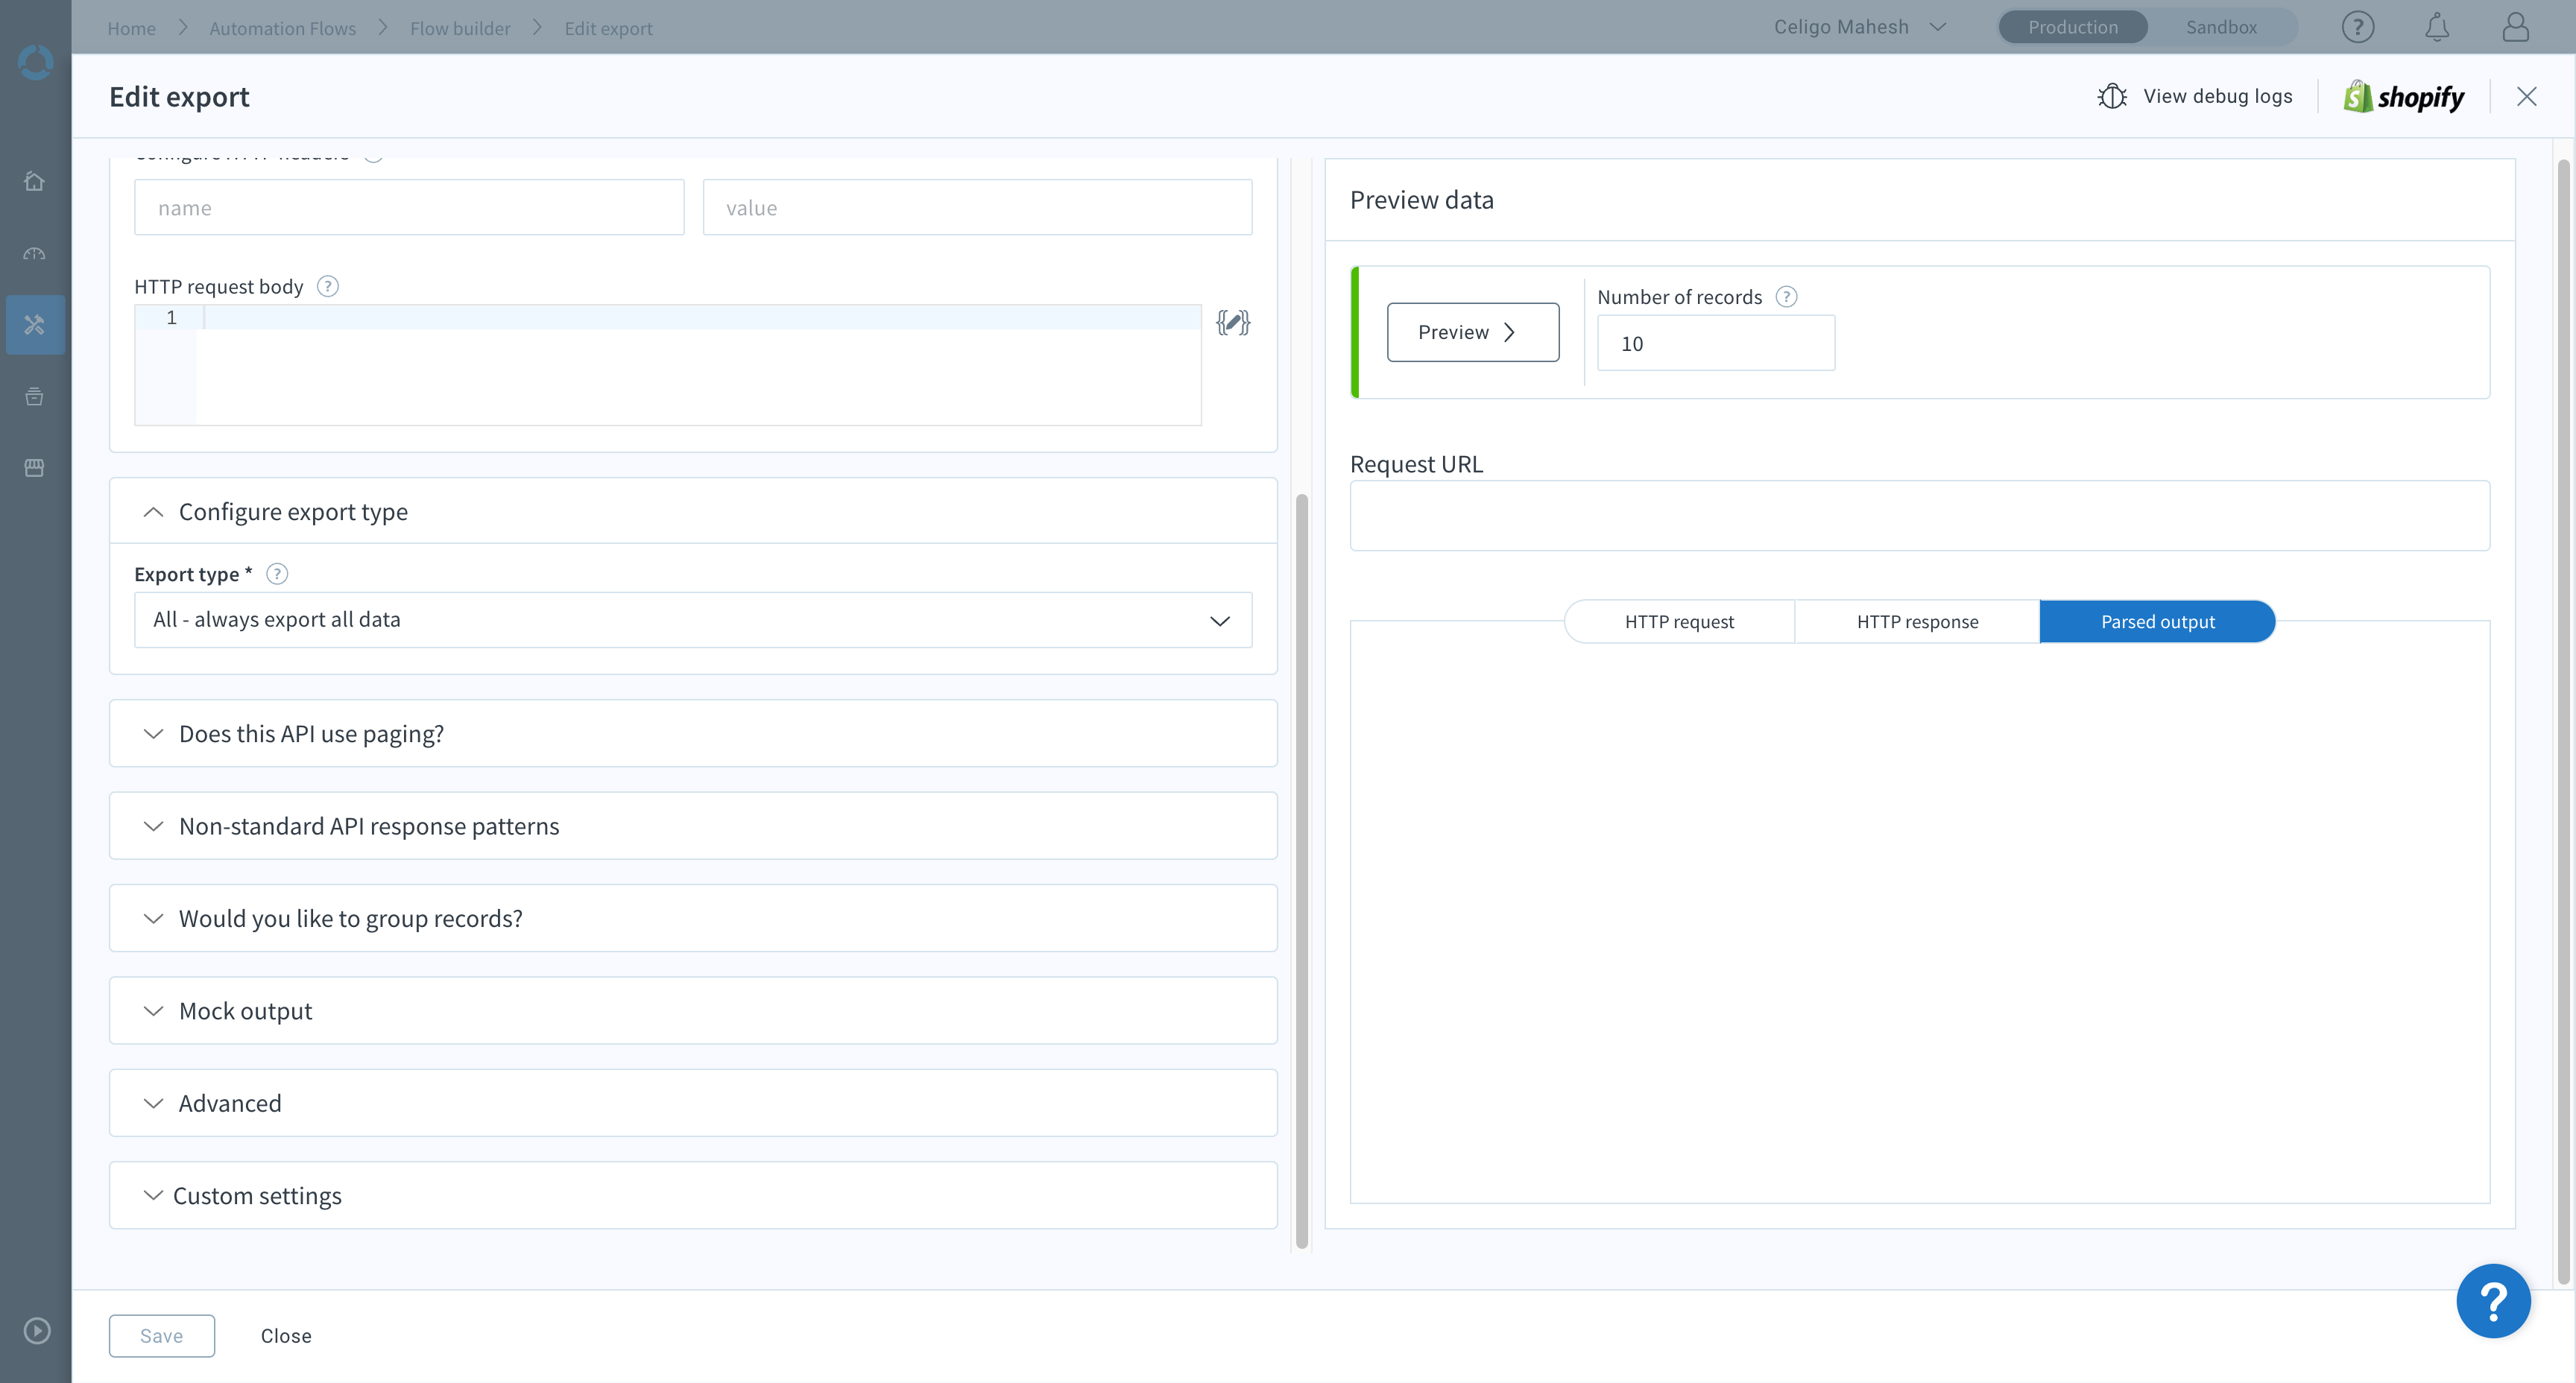 Home > Automation Flows > Flow builder > Edit export
Celigo Mahesh
Production
Sandbox
?
Edit export
View debug logs
shopify
Configure HTTP headers
name
value
HTTP request body ?
1
Configure export type
Export type * ?
All - always export all data
Does this API use paging?
Non-standard API response patterns
Would you like to group records?
Mock output
Advanced
Custom settings
Save
Close
Preview data
Preview >
Number of records ?
10
Request URL
HTTP request
HTTP response
Parsed output
?